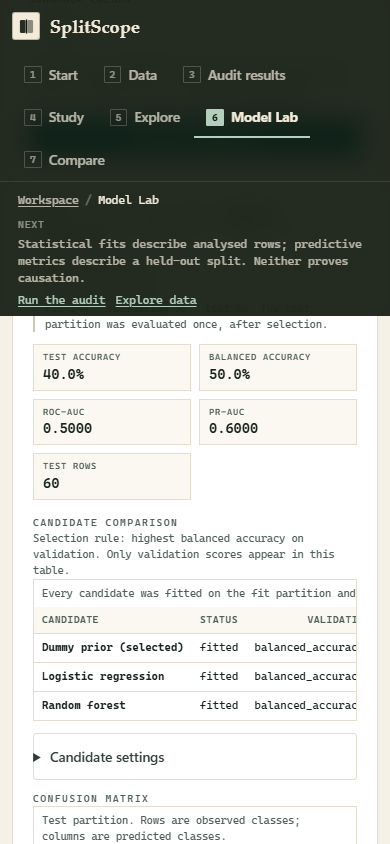 SplitScope
1 Start 2 Data 3 Audit results
4 Study 5 Explore 6 Model Lab
7 Compare
Workspace / Model Lab
NEXT
Statistical fits describe analysed rows; predictive
metrics describe a held-out split. Neither proves
causation.
Run the audit Explore data
partition was evaluated once, after selection.
TEST ACCURACY
40.0%
BALANCED ACCURACY
50.0%
ROC-AUC
0.5000
PR-AUC
0.6000
TEST ROWS
60
CANDIDATE COMPARISON
Selection rule: highest balanced accuracy on
validation. Only validation scores appear in this
table.
Every candidate was fitted on the fit partition and
CANDIDATE STATUS VALIDATI
Dummy prior (selected) fitted balanced_accurac
Logistic regression fitted balanced_accurac
Random forest fitted balanced_accurac
Candidate settings
CONFUSION MATRIX
Test partition. Rows are observed classes;
columns are predicted classes.